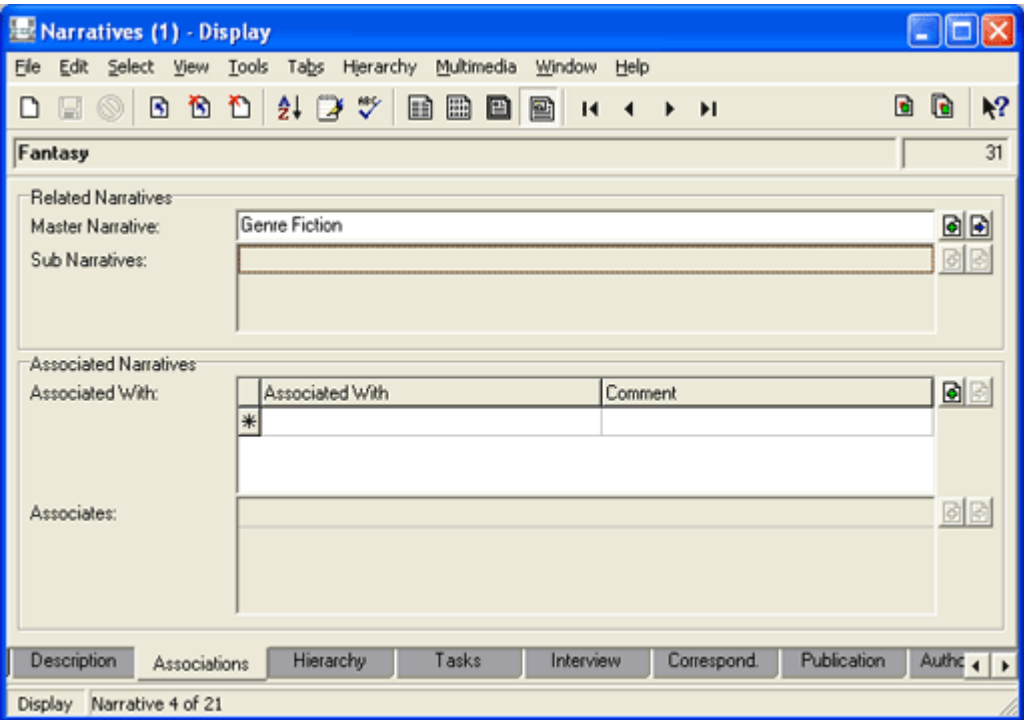 Narratives (1) - Display
File Edit Select View Tools Tabs Hierarchy Multimedia Window Help
Fantasy 31
Related Narratives
Master Narrative: Genre Fiction
Sub Narratives:
Associated Narratives
Associated With: Associated With Comment
Associates:
Description Associations Hierarchy Tasks Interview Correspond. Publication
Display Narrative 4 of 21